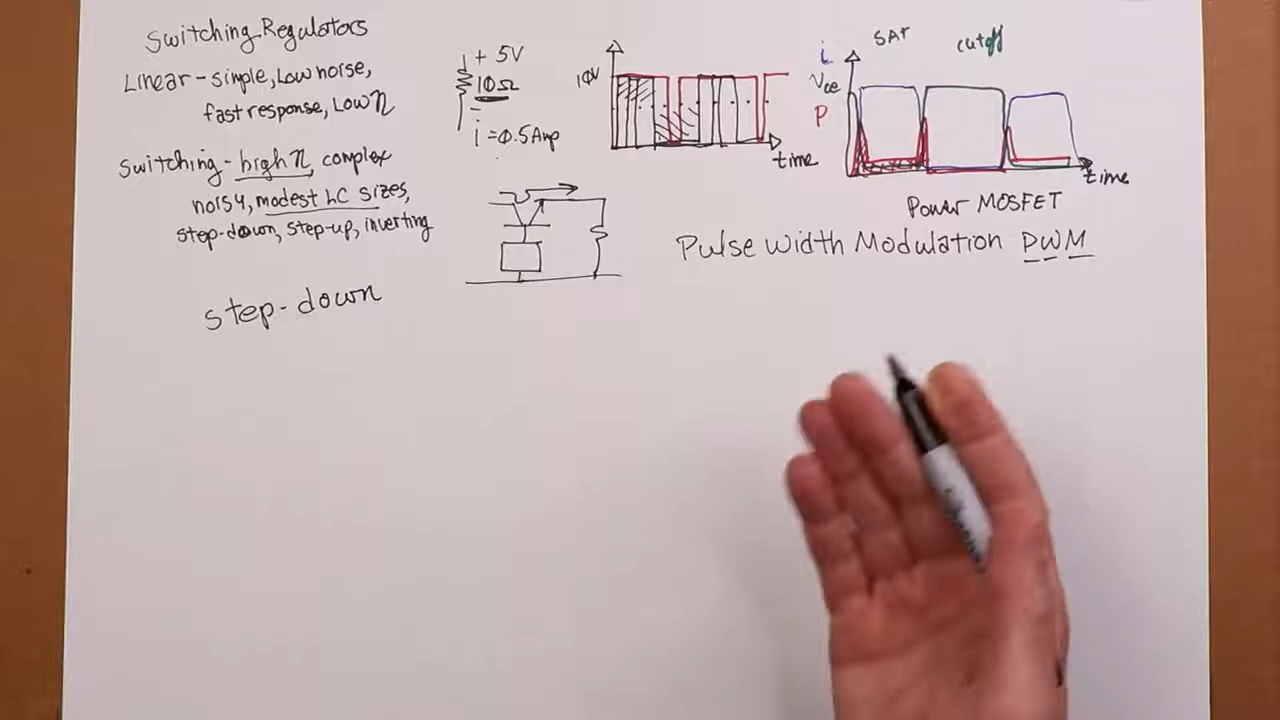 Switching Regulators
Linear - simple, Low noise,
fast response, Low η
Switching - high η, complex
noisy, modest LC sizes,
step-down, step-up, inverting
step-down
+ 5V
10Ω
-
i = 0.5 Amp
10V
time
i
Vce
P
SAT
cutoff
time
Power MOSFET
Pulse Width Modulation PWM